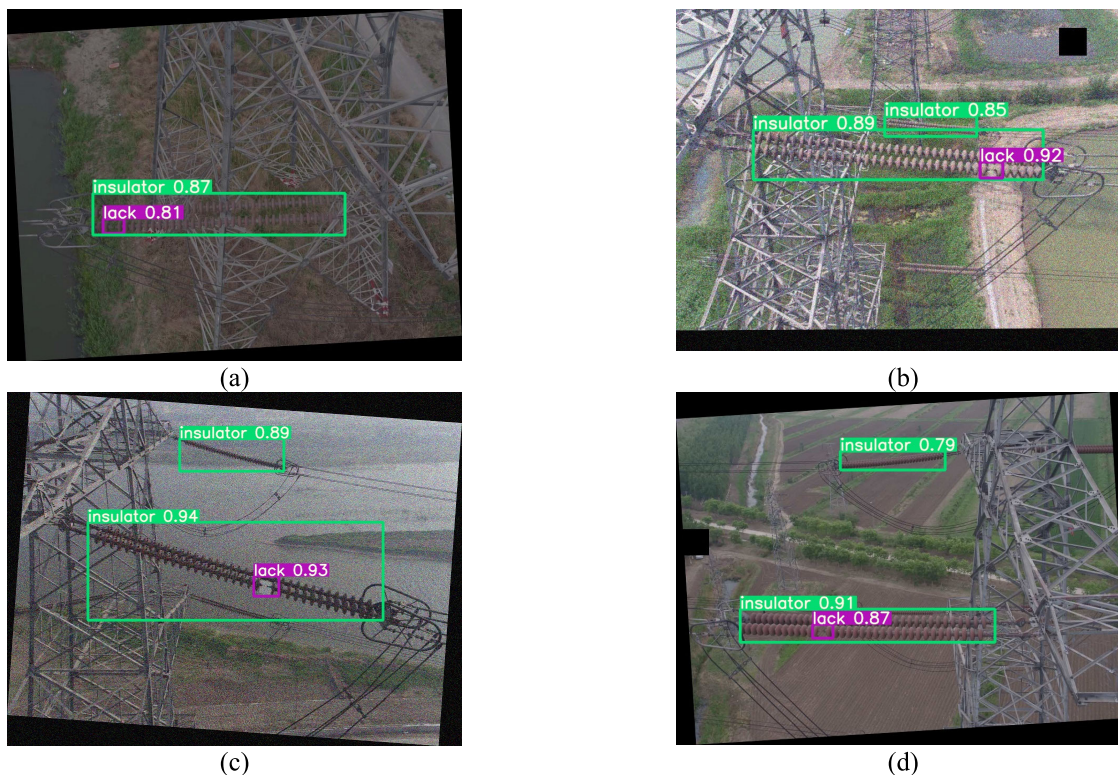 insulator 0.87
lack 0.81
(a)
insulator 0.85
insulator 0.89
lack 0.92
(b)
insulator 0.89
insulator 0.94
lack 0.93
(c)
insulator 0.79
insulator 0.91
lack 0.87
(d)